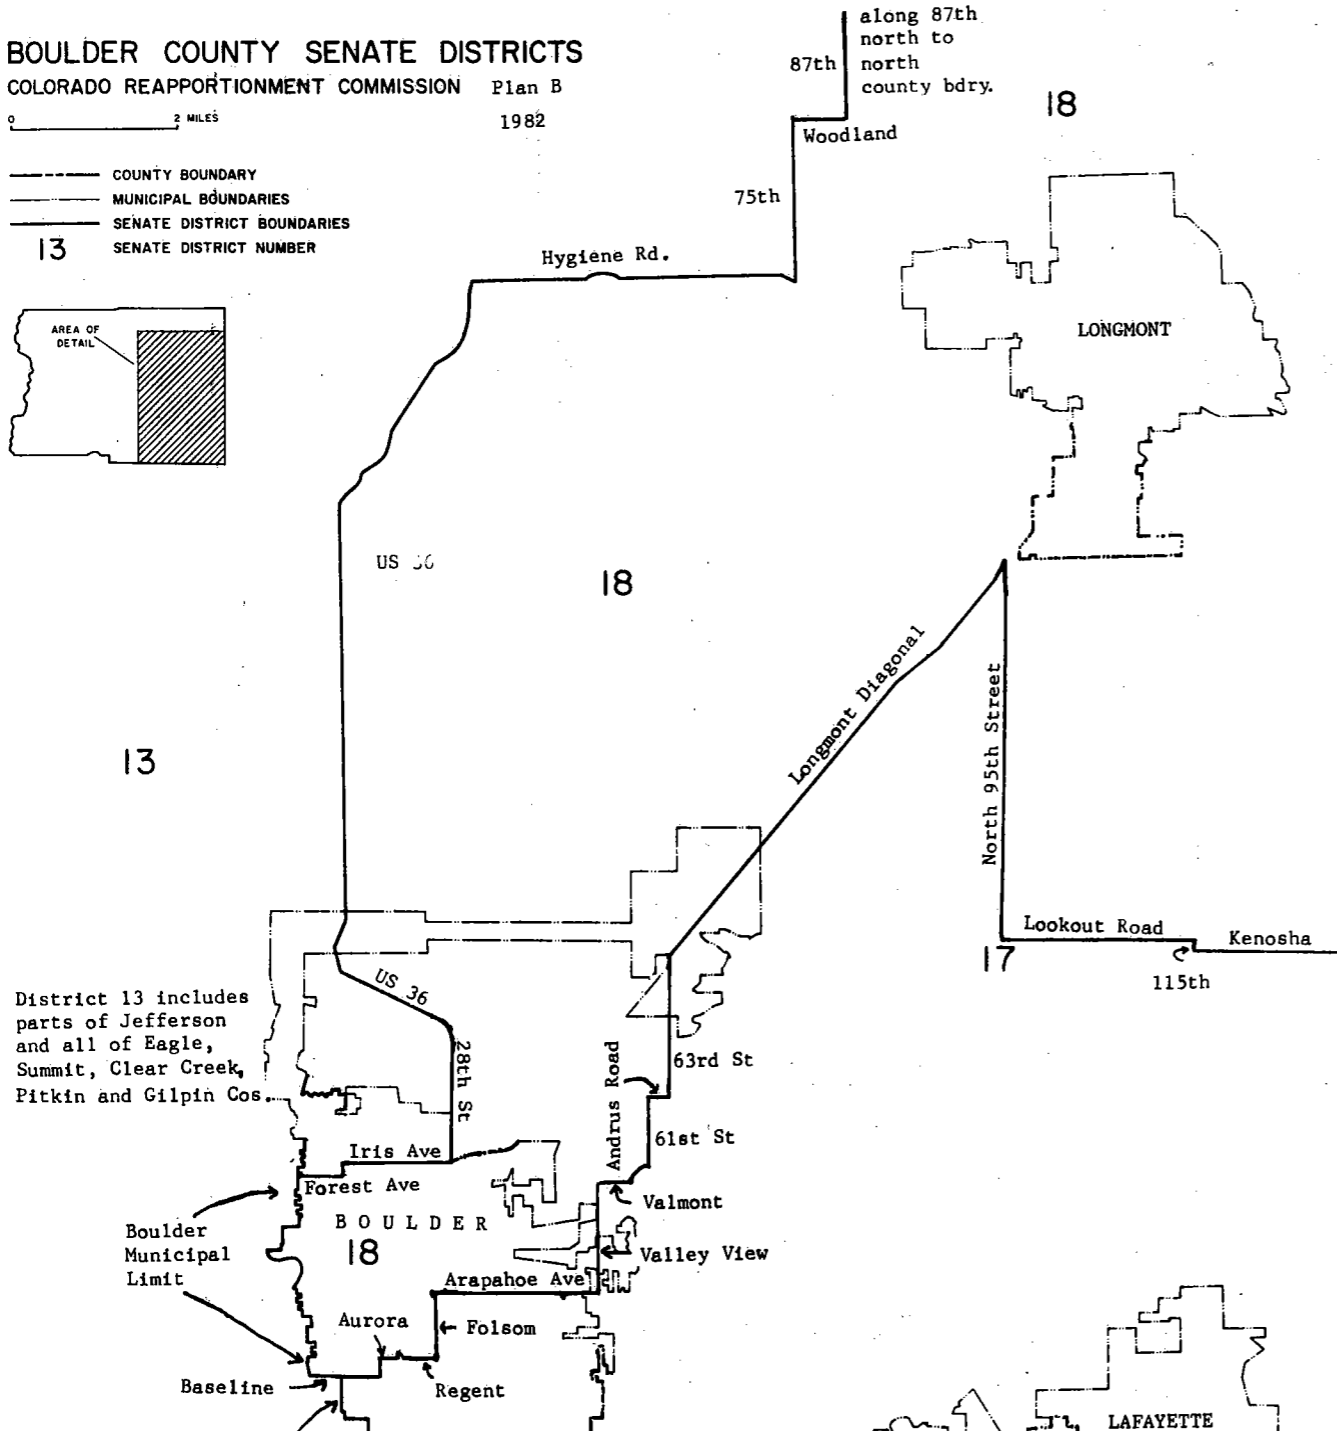 BOULDER COUNTY SENATE DISTRICTS
COLORADO REAPPORTIONMENT COMMISSION Plan B
1982
0 2 MILES
COUNTY BOUNDARY
MUNICIPAL BOUNDARIES
SENATE DISTRICT BOUNDARIES
13 SENATE DISTRICT NUMBER
AREA OF
DETAIL
along 87th
north to
north
county bdry.
87th
Woodland
75th
Hygiene Rd.
18
LONGMONT
US
18
13
Longmont Diagonal
North 95th Street
Lookout Road
Kenosha
17
115th
US 36
28th St
District 13 includes
parts of Jefferson
and all of Eagle,
Summit, Clear Creek,
Pitkin and Gilpin Cos.
63rd St
Andrus Road
61st St
Iris Ave
Forest Ave
Valmont
BOULDER
18
Boulder
Municipal
Limit
Valley View
Arapahoe Ave
Aurora
Folsom
Baseline
Regent
LAFAYETTE